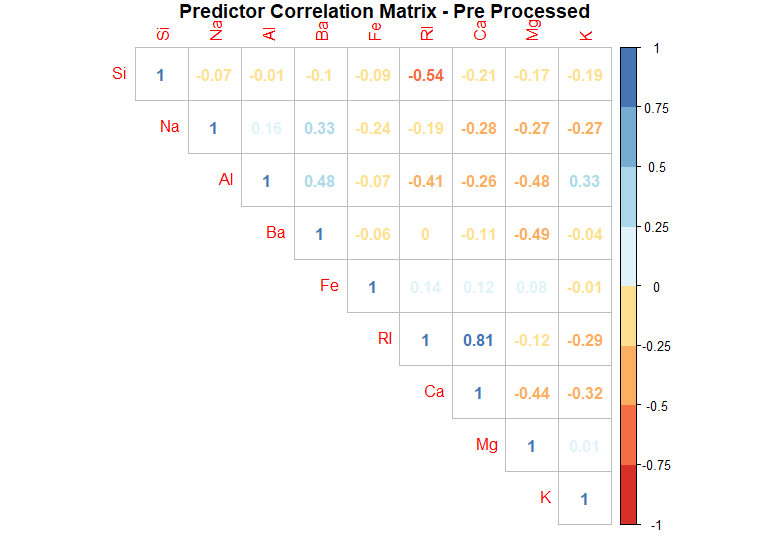 Predictor Correlation Matrix - Pre Processed
Si Na Al Ba Fe RI Ca Mg K
Si 1 -0.07 -0.01 -0.1 -0.09 -0.54 -0.21 -0.17 -0.19
Na 1 0.16 0.33 -0.24 -0.19 -0.28 -0.27 -0.27
Al 1 0.48 -0.07 -0.41 -0.26 -0.48 0.33
Ba 1 -0.06 0 -0.11 -0.49 -0.04
Fe 1 0.14 0.12 0.08 -0.01
RI 1 0.81 -0.12 -0.29
Ca 1 -0.44 -0.32
Mg 1 0.01
K 1
1
0.75
0.5
0.25
0
-0.25
-0.5
-0.75
-1